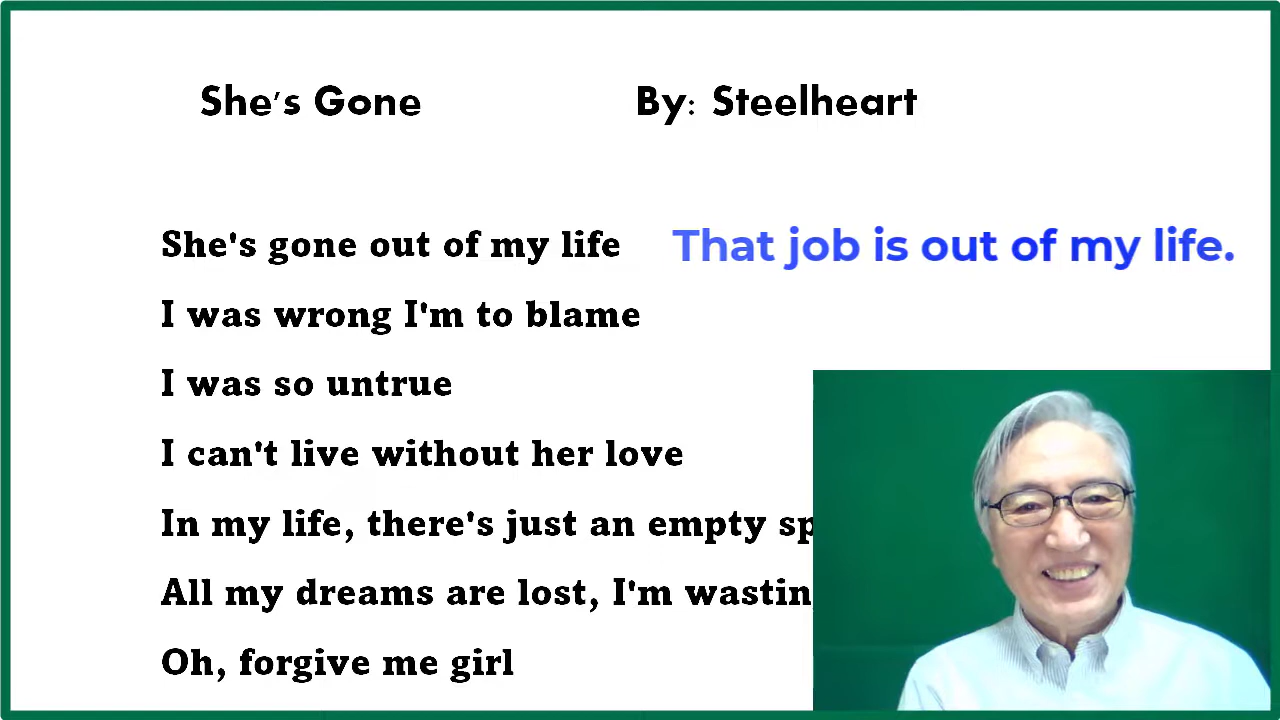 She's Gone By: Steelheart
She's gone out of my life That job is out of my life.
I was wrong I'm to blame
I was so untrue
I can't live without her love
In my life, there's just an empty
All my dreams are lost, I'm
Oh, forgive me girl